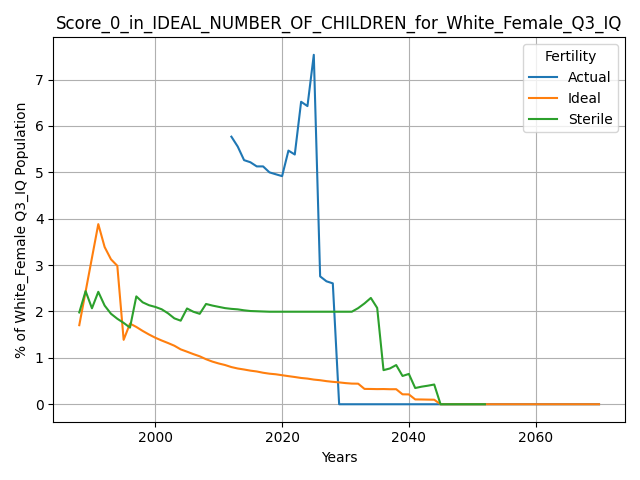 Score_0_in_IDEAL_NUMBER_OF_CHILDREN_for_White_Female_Q3_IQ
Fertility
Actual
Ideal
Sterile
% of White_Female Q3_IQ Population
7
6
5
4
3
2
1
0
2000 2020 2040 2060
Years